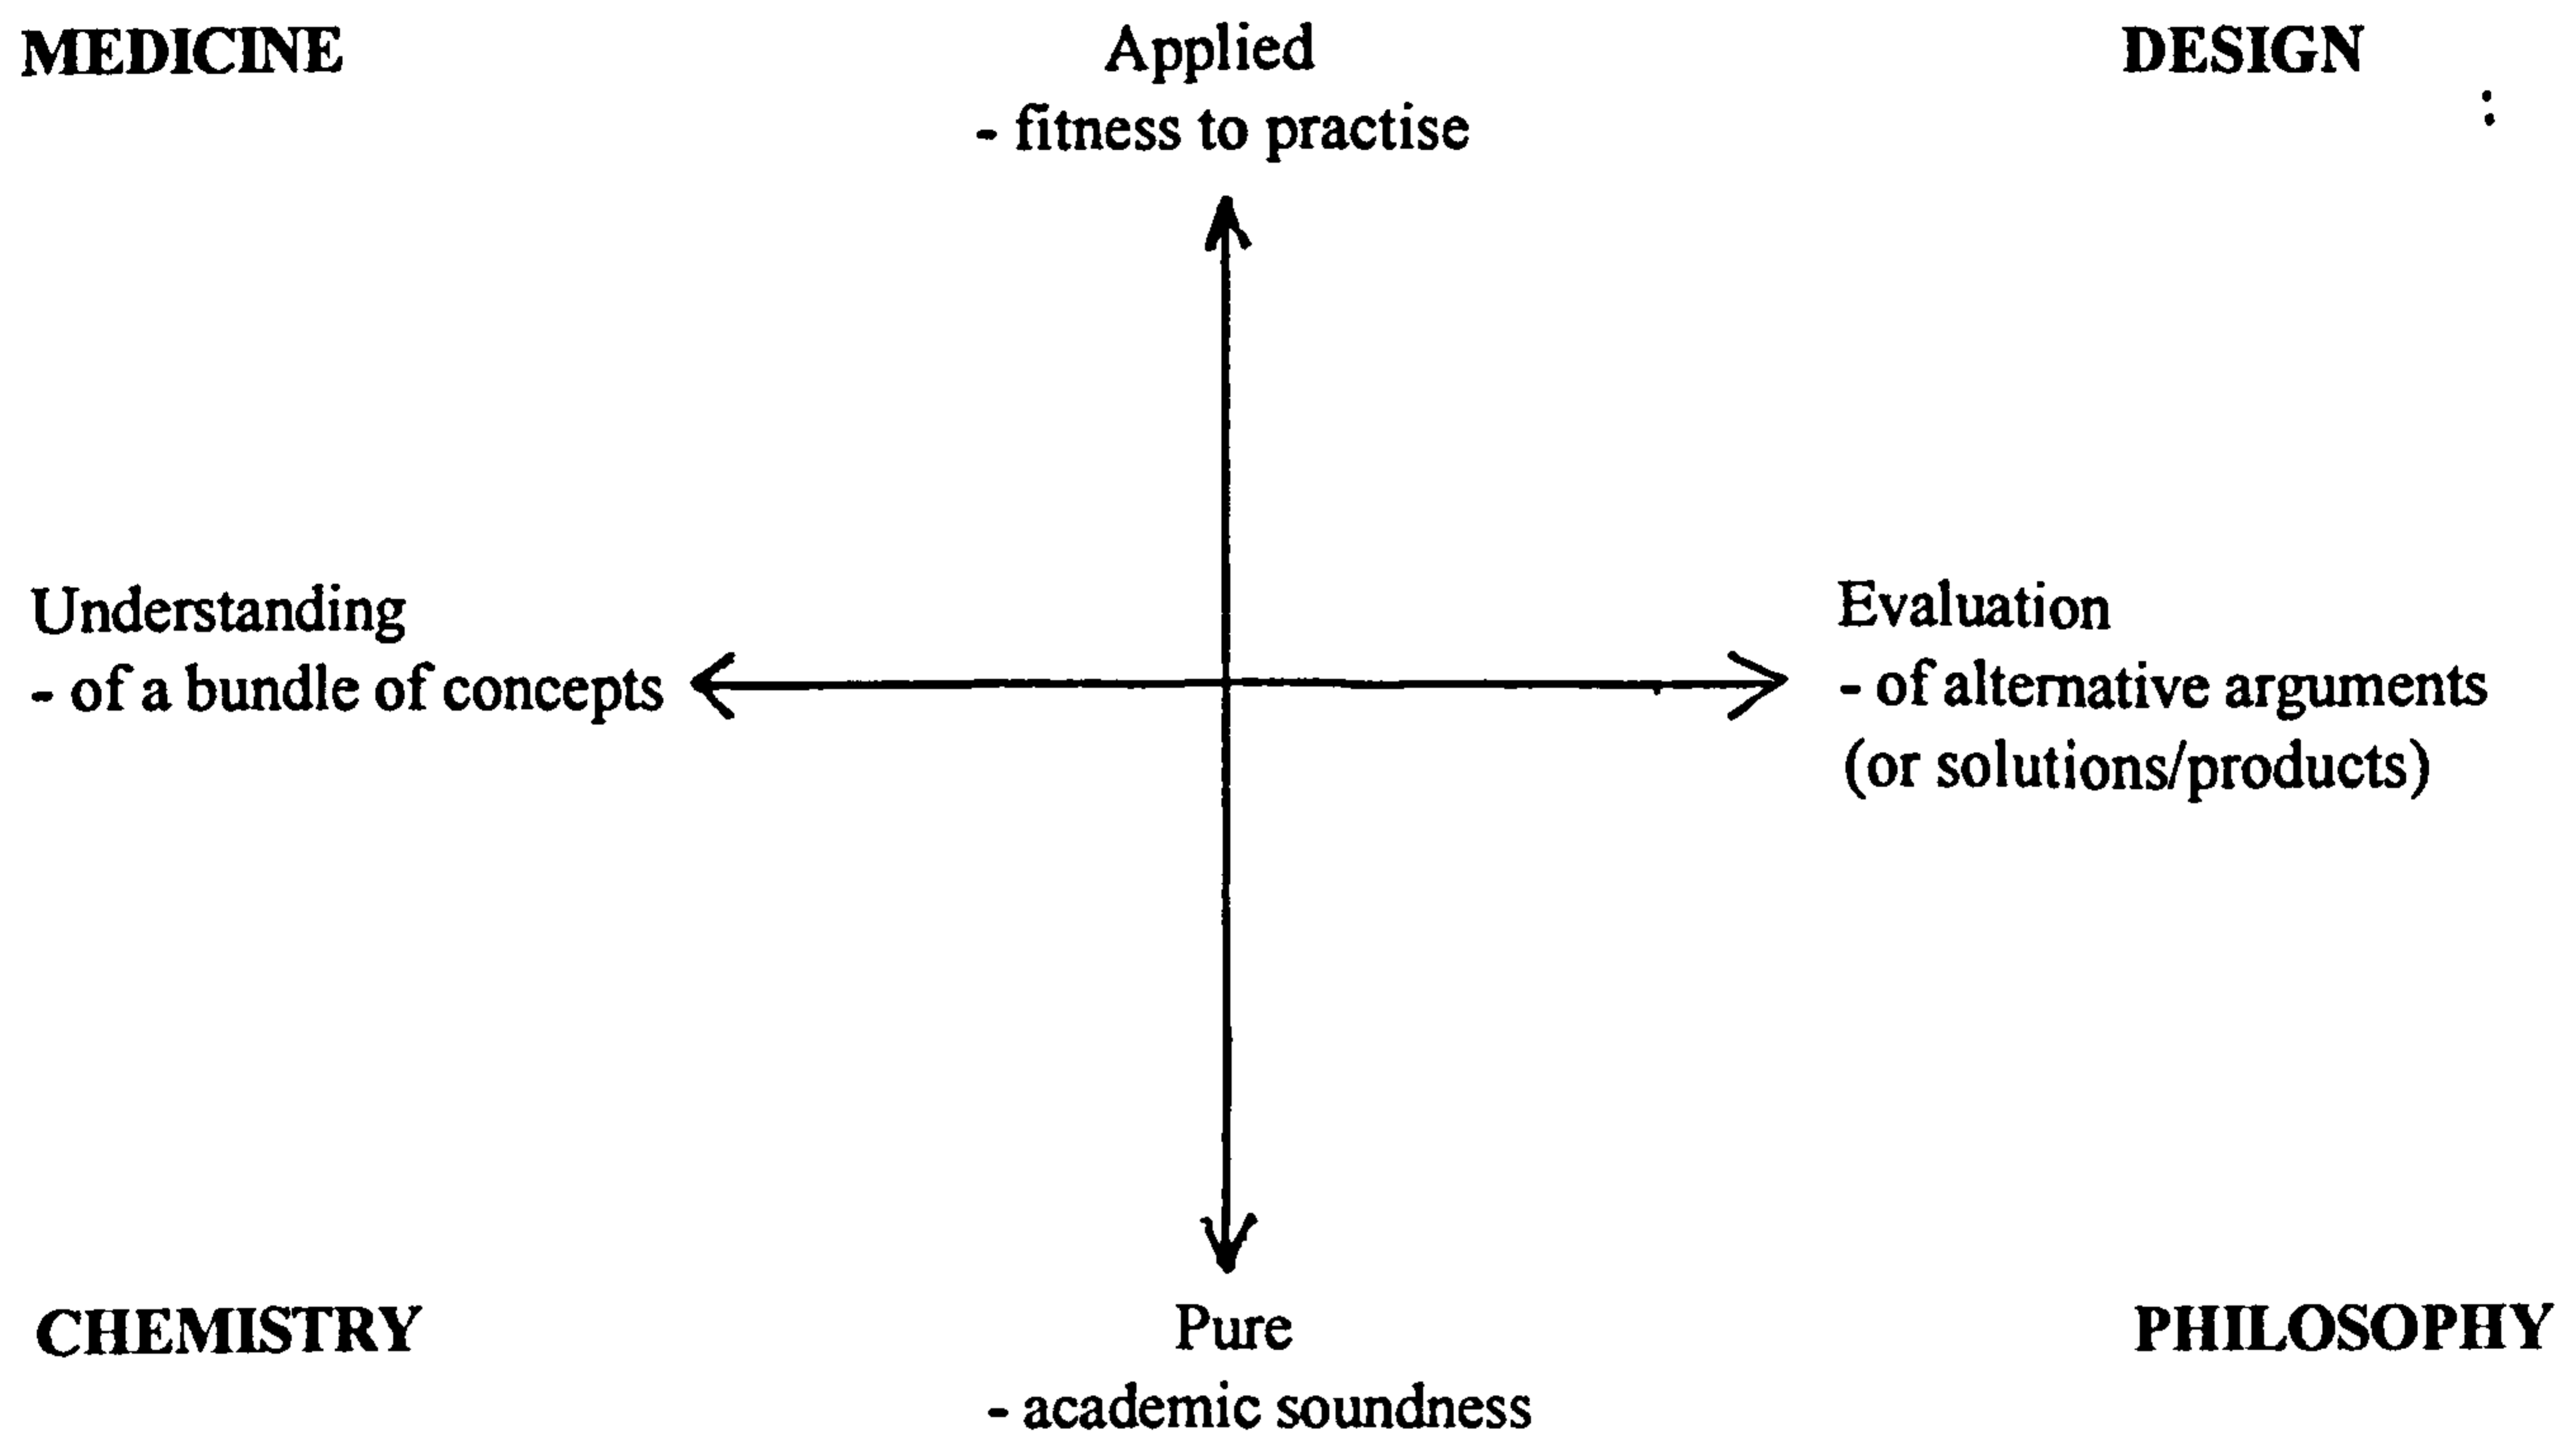 MEDICINE
Applied
- fitness to practise
DESIGN
:
Understanding
- of a bundle of concepts
Evaluation
- of alternative arguments
(or solutions/products)
CHEMISTRY
Pure
- academic soundness
PHILOSOPHY